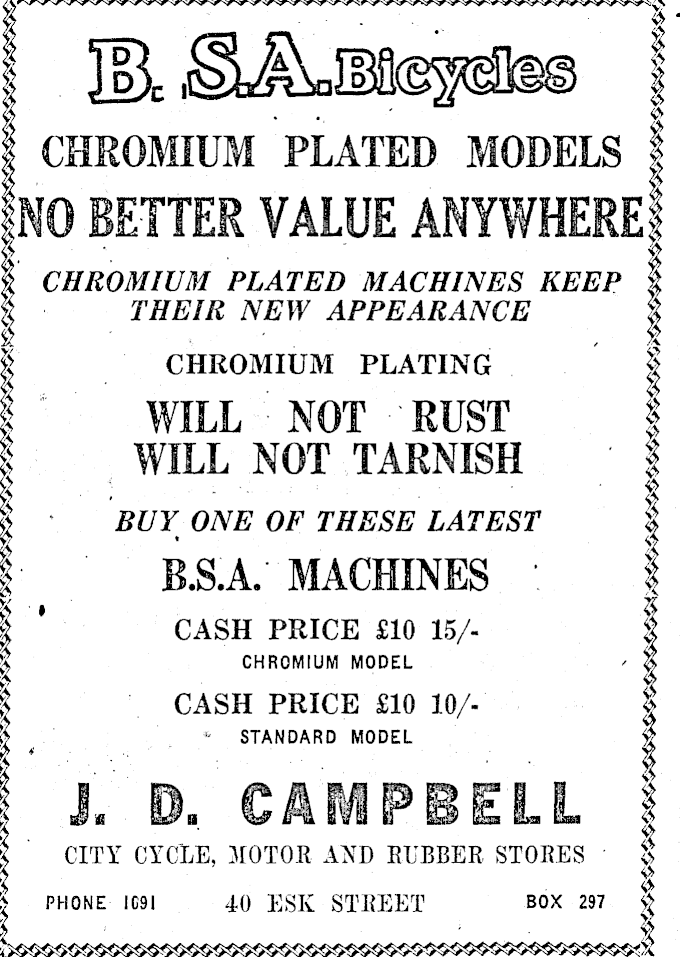 B.S.A. Bicycles
CHROMIUM PLATED MODELS
NO BETTER VALUE ANYWHERE
CHROMIUM PLATED MACHINES KEEP
THEIR NEW APPEARANCE
CHROMIUM PLATING
WILL NOT RUST
WILL NOT TARNISH
BUY ONE OF THESE LATEST
B.S.A. MACHINES
CASH PRICE £10 15/-
CHROMIUM MODEL
CASH PRICE £10 10/-
STANDARD MODEL
J. D. CAMPBELL
CITY CYCLE, MOTOR AND RUBBER STORES
PHONE 1691 40 ESK STREET BOX 297